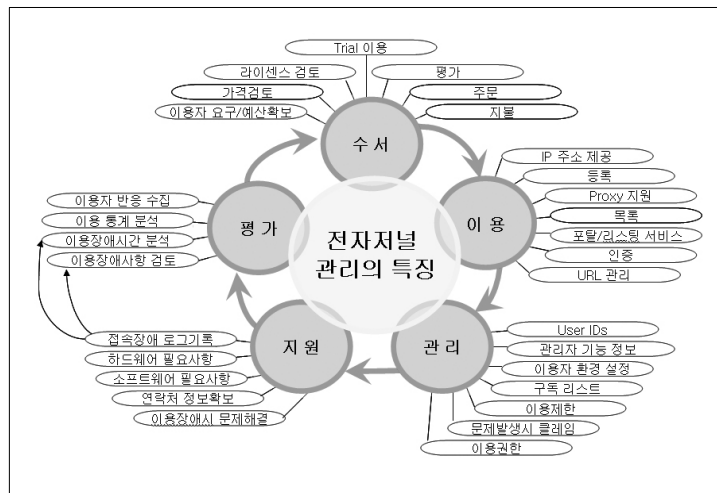 Trial 이용
라이센스 검토
평가
가격검토
주문
이용자 요구/예산확보
지불
수 서
IP 주소 제공
등록
Proxy 지원
목록
포탈/리스팅 서비스
인증
URL 관리
이 용
이용자 반응 수집
이용 통계 분석
이용장애시간 분석
이용장애사항 검토
평 가
전자저널
관리의 특징
접속장애 로그기록
하드웨어 필요사항
소프트웨어 필요사항
연락처 정보확보
이용장애시 문제해결
지 원
관 리
User IDs
관리자 기능 정보
이용자 환경 설정
구독 리스트
이용제한
문제발생시 클레임
이용권한